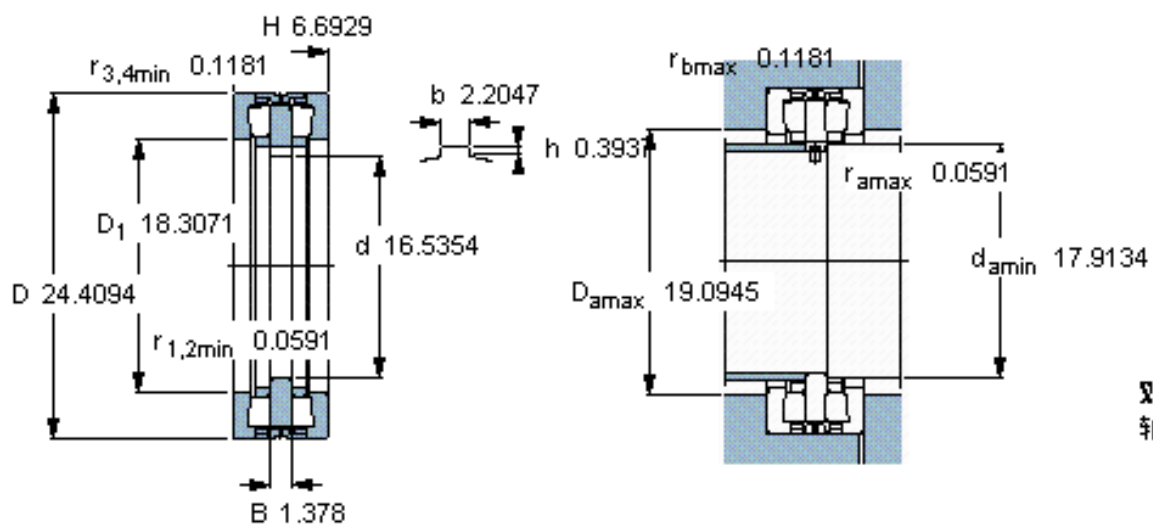 H 6.6929
r3,4min 0.1181
b 2.2047
h 0.3937
D1 18.3071
d 16.5354
D 24.4094
r1,2min 0.0591
B 1.378
rbmax 0.1181
ramax 0.0591
damin 17.9134
Damax 19.0945